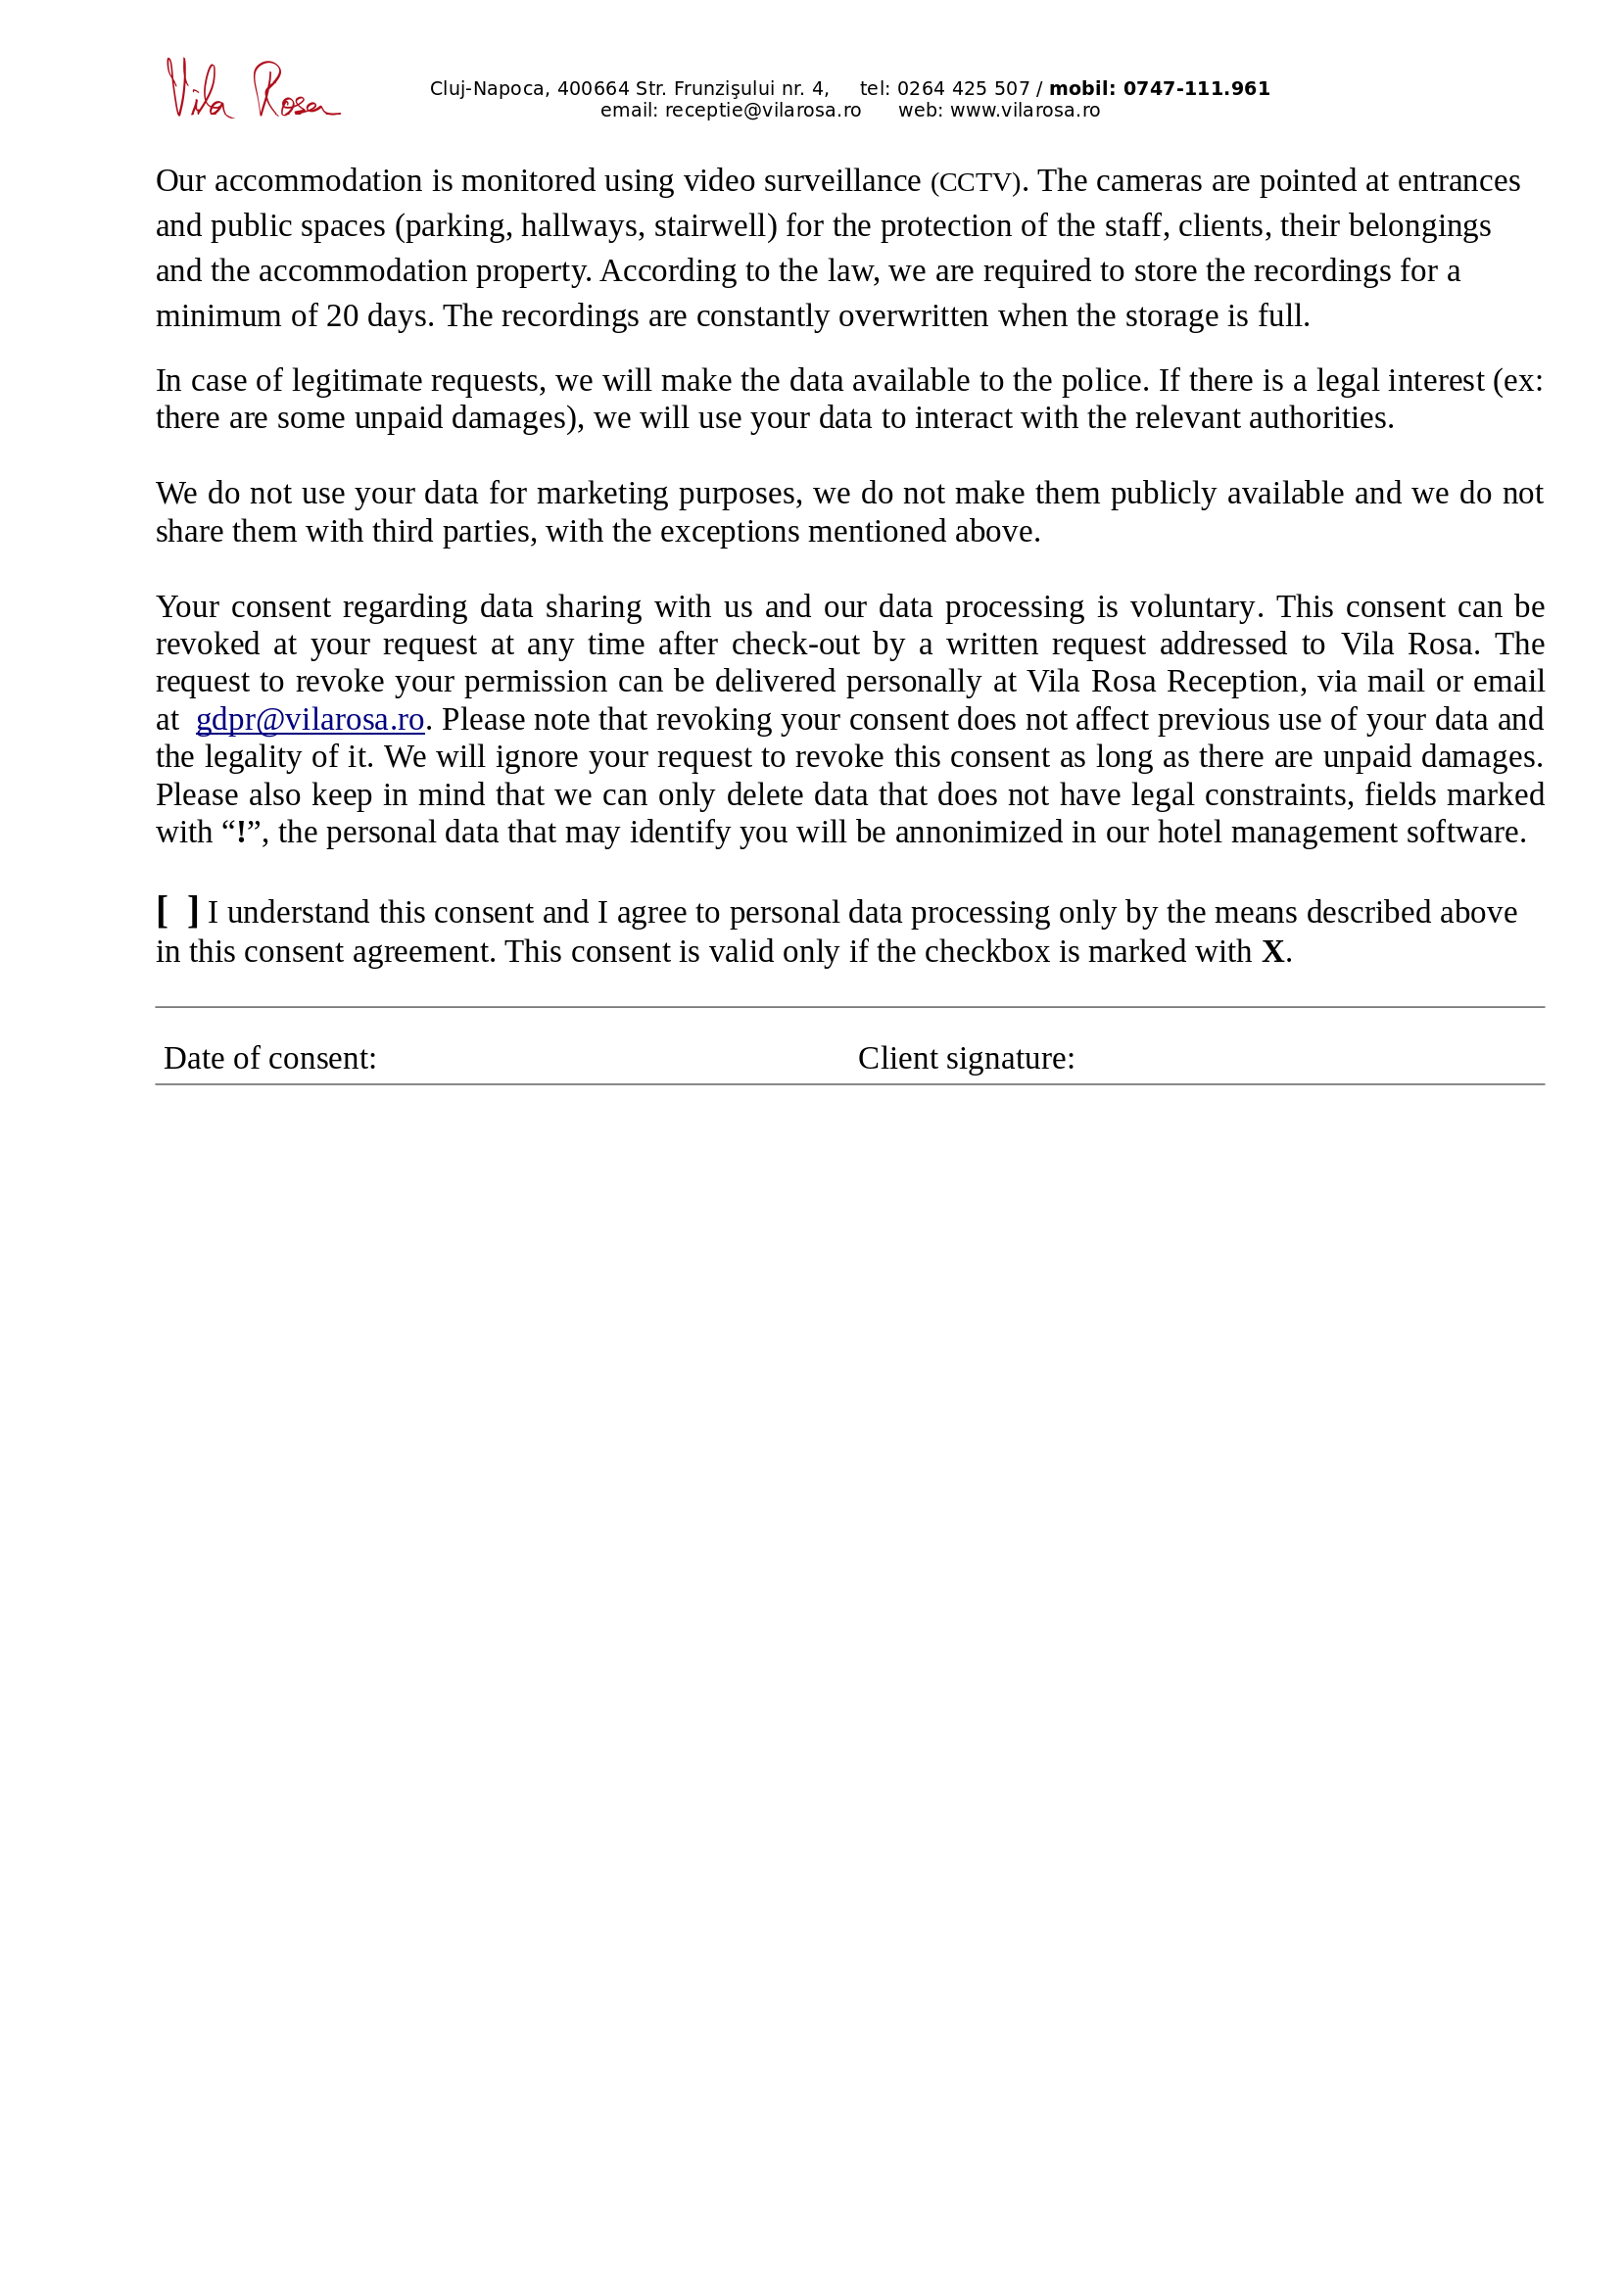 Vila Rosa
Cluj-Napoca, 400664 Str. Frunzişului nr. 4, tel: 0264 425 507 / mobil: 0747-111.961
email: receptie@vilarosa.ro web: www.vilarosa.ro
Our accommodation is monitored using video surveillance (CCTV). The cameras are pointed at entrances
and public spaces (parking, hallways, stairwell) for the protection of the staff, clients, their belongings
and the accommodation property. According to the law, we are required to store the recordings for a
minimum of 20 days. The recordings are constantly overwritten when the storage is full.
In case of legitimate requests, we will make the data available to the police. If there is a legal interest (ex:
there are some unpaid damages), we will use your data to interact with the relevant authorities.
We do not use your data for marketing purposes, we do not make them publicly available and we do not
share them with third parties, with the exceptions mentioned above.
Your consent regarding data sharing with us and our data processing is voluntary. This consent can be
revoked at your request at any time after check-out by a written request addressed to Vila Rosa. The
request to revoke your permission can be delivered personally at Vila Rosa Reception, via mail or email
at gdpr@vilarosa.ro. Please note that revoking your consent does not affect previous use of your data and
the legality of it. We will ignore your request to revoke this consent as long as there are unpaid damages.
Please also keep in mind that we can only delete data that does not have legal constraints, fields marked
with “!”, the personal data that may identify you will be annonimized in our hotel management software.
[ ] I understand this consent and I agree to personal data processing only by the means described above
in this consent agreement. This consent is valid only if the checkbox is marked with X.
Date of consent: Client signature: